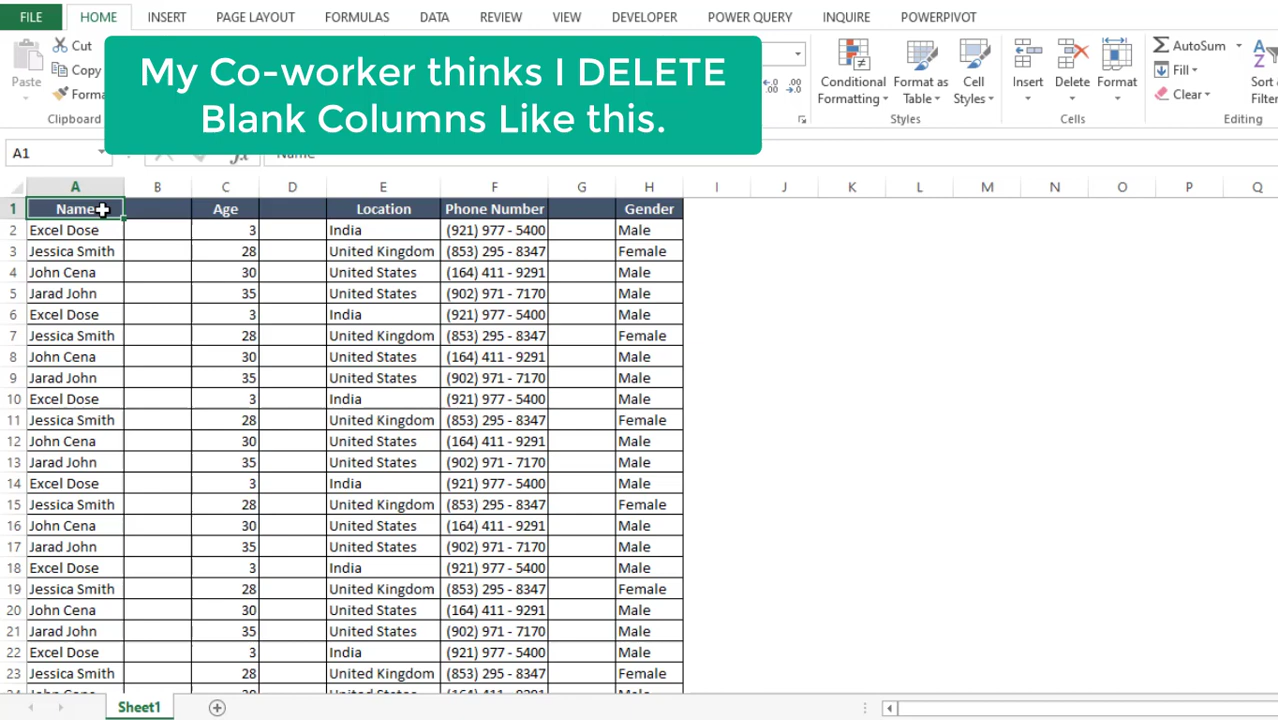 FILE HOME INSERT PAGE LAYOUT FORMULAS DATA REVIEW VIEW DEVELOPER POWER QUERY INQUIRE POWERPIVOT
Paste
Cut
Copy
Forma
Clipboard
My Co-worker thinks I DELETE
Blank Columns Like this.
Conditional
Formatting
Format as
Table
Cell
Styles
Styles
Insert
Delete
Format
Cells
AutoSum
Fill
Clear
Sort
Filter
Editing
A1
A B C D E F G H I J K L M N O P Q
1 Name Age Location Phone Number Gender
2 Excel Dose 3 India (921) 977 - 5400 Male
3 Jessica Smith 28 United Kingdom (853) 295 - 8347 Female
4 John Cena 30 United States (164) 411 - 9291 Male
5 Jarad John 35 United States (902) 971 - 7170 Male
6 Excel Dose 3 India (921) 977 - 5400 Male
7 Jessica Smith 28 United Kingdom (853) 295 - 8347 Female
8 John Cena 30 United States (164) 411 - 9291 Male
9 Jarad John 35 United States (902) 971 - 7170 Male
10 Excel Dose 3 India (921) 977 - 5400 Male
11 Jessica Smith 28 United Kingdom (853) 295 - 8347 Female
12 John Cena 30 United States (164) 411 - 9291 Male
13 Jarad John 35 United States (902) 971 - 7170 Male
14 Excel Dose 3 India (921) 977 - 5400 Male
15 Jessica Smith 28 United Kingdom (853) 295 - 8347 Female
16 John Cena 30 United States (164) 411 - 9291 Male
17 Jarad John 35 United States (902) 971 - 7170 Male
18 Excel Dose 3 India (921) 977 - 5400 Male
19 Jessica Smith 28 United Kingdom (853) 295 - 8347 Female
20 John Cena 30 United States (164) 411 - 9291 Male
21 Jarad John 35 United States (902) 971 - 7170 Male
22 Excel Dose 3 India (921) 977 - 5400 Male
23 Jessica Smith 28 United Kingdom (853) 295 - 8347 Female
Sheet1